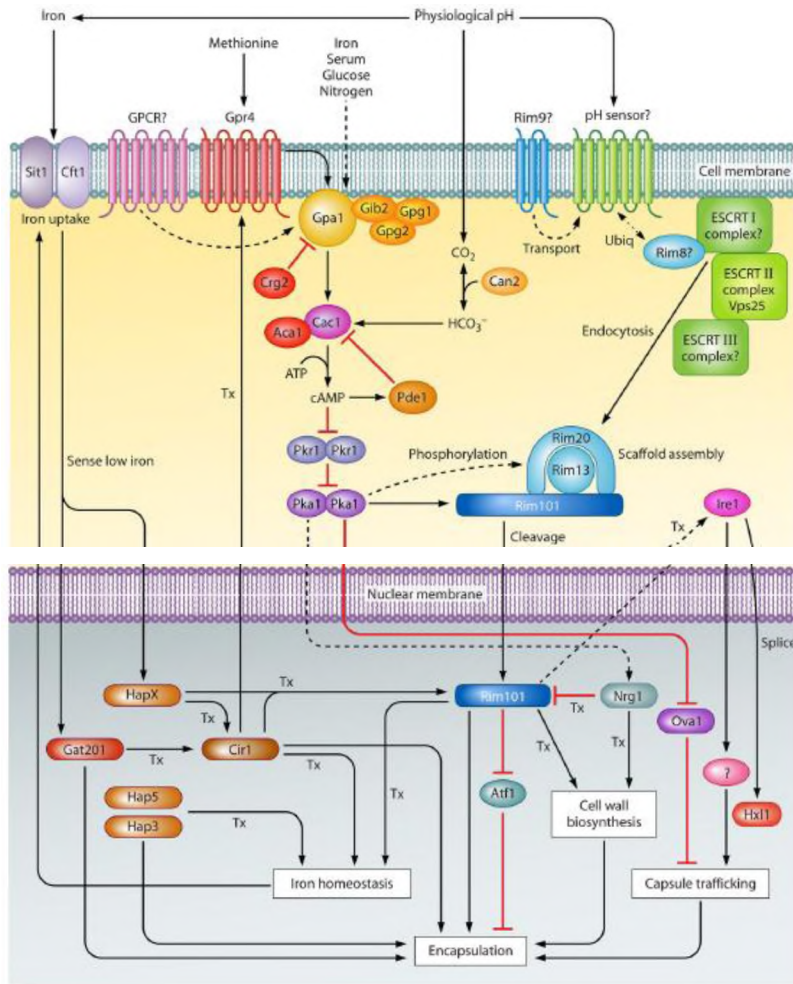 Iron
Physiological pH
Methionine
Iron
Serum
Glucose
Nitrogen
GPCR?
Gpr4
Rim9?
pH sensor?
Sit1
Cft1
Cell membrane
Iron uptake
Gpa1
Gib2
Gpg1
Gpg2
Transport
Ubiq
Rim8?
ESCRT I
complex?
CO₂
Crg2
Can2
ESCRT II
complex
Vps25
Aca1
Cac1
HCO₃⁻
Endocytosis
ESCRT III
complex?
ATP
cAMP
Pde1
Tx
Pkr1
Pkr1
Phosphorylation
Rim20
Rim13
Scaffold assembly
Sense low iron
Pka1
Pka1
Rim101
Ire1
Cleavage
Tx
Nuclear membrane
Splice
HapX
Tx
Tx
Rim101
Tx
Nrg1
Ova1
Gat201
Tx
Cir1
Tx
Tx
Tx
Tx
?
Hap5
Hap3
Tx
Atf1
Cell wall
biosynthesis
Hxl1
Iron homeostasis
Capsule trafficking
Encapsulation